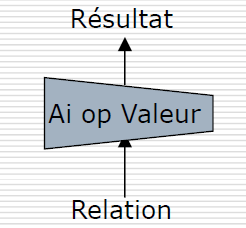 Résultat
Ai op Valeur
Relation